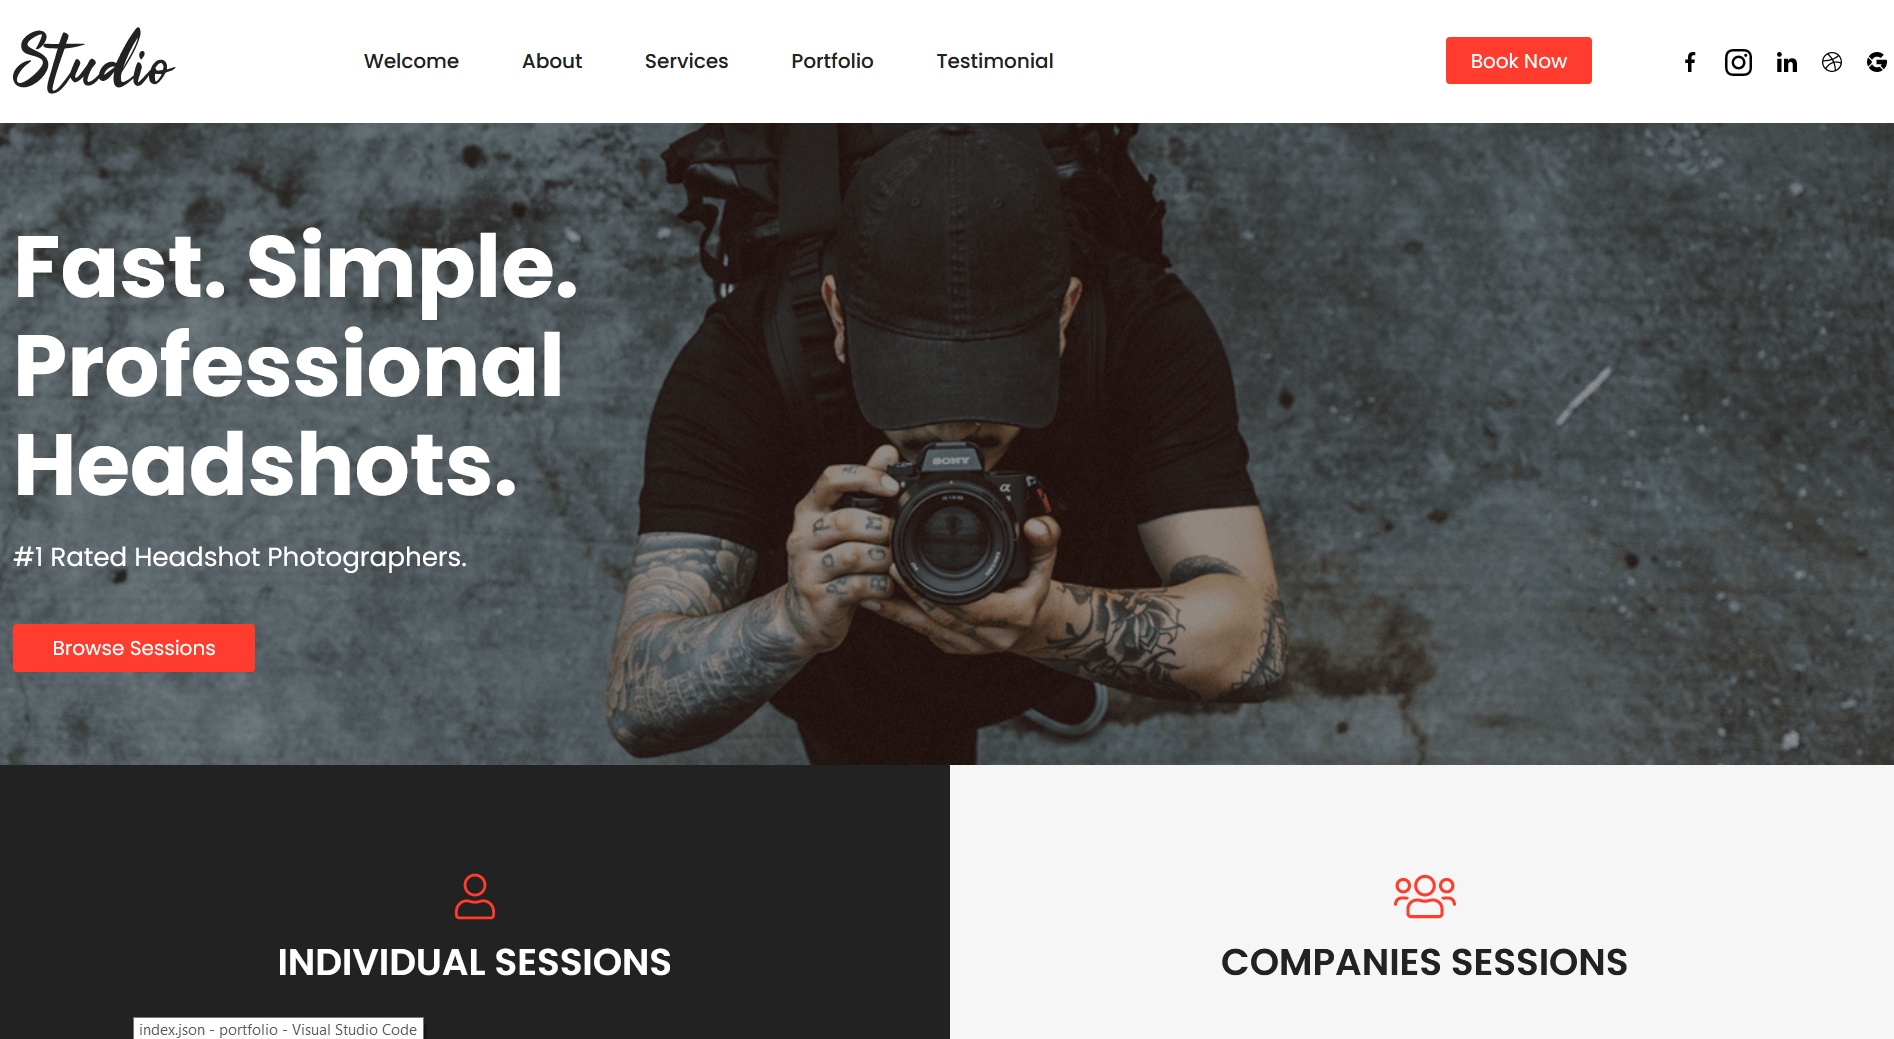 Studio
Welcome
About
Services
Portfolio
Testimonial
Book Now
Fast. Simple.
Professional
Headshots.
#1 Rated Headshot Photographers.
Browse Sessions
SONY
α
INDIVIDUAL SESSIONS
COMPANIES SESSIONS
index.json - portfolio - Visual Studio Code